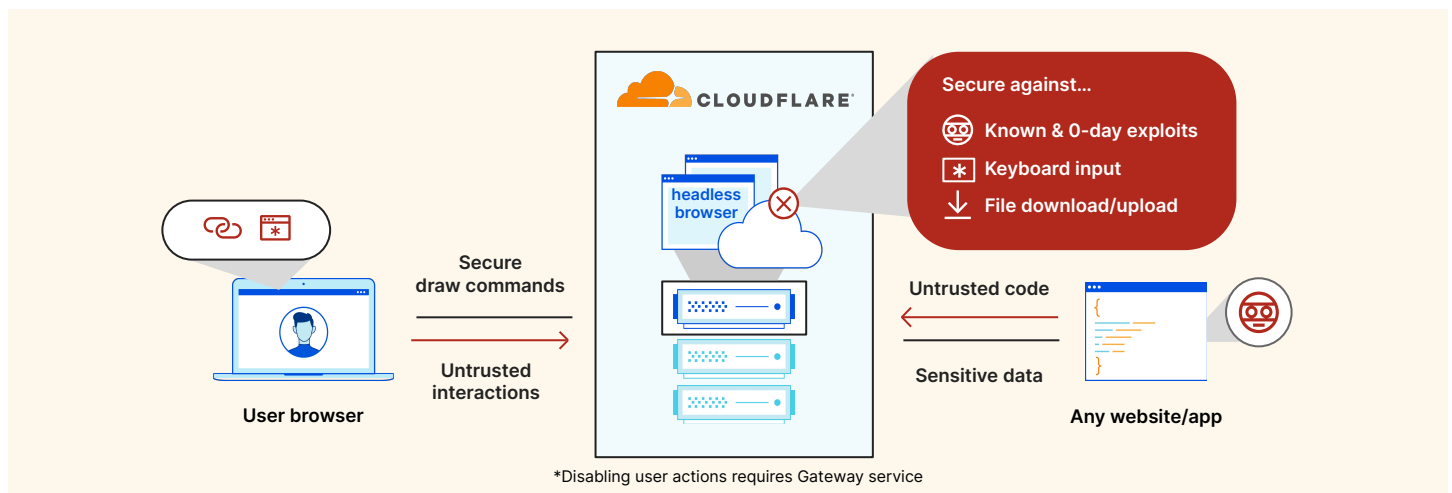 CLOUDFLARE
Secure against...
Known & 0-day exploits
Keyboard input
File download/upload
headless
browser
Secure
draw commands
Untrusted
interactions
User browser
Untrusted code
Sensitive data
{
}
Any website/app
*Disabling user actions requires Gateway service